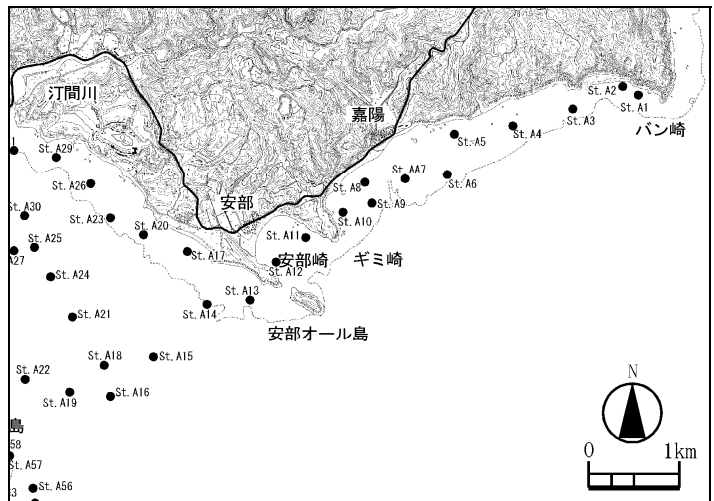 汀間川
St. A2
St. A1
St. A3
バン崎
嘉陽
St. A4
St. A5
1
St. A29
St. A26
St. A8
St. AA7
St. A6
安部
St. A9
St. A10
St. A30
St. A23
St. A20
St. A25
St. A17
St. A11
A27
安部崎
ギミ崎
St. A12
St. A24
St. A13
St. A14
St. A21
安部オール島
St. A18
St. A15
St. A22
St. A19
St. A16
N
0 1km
島
58
St. A57
St. A56
3